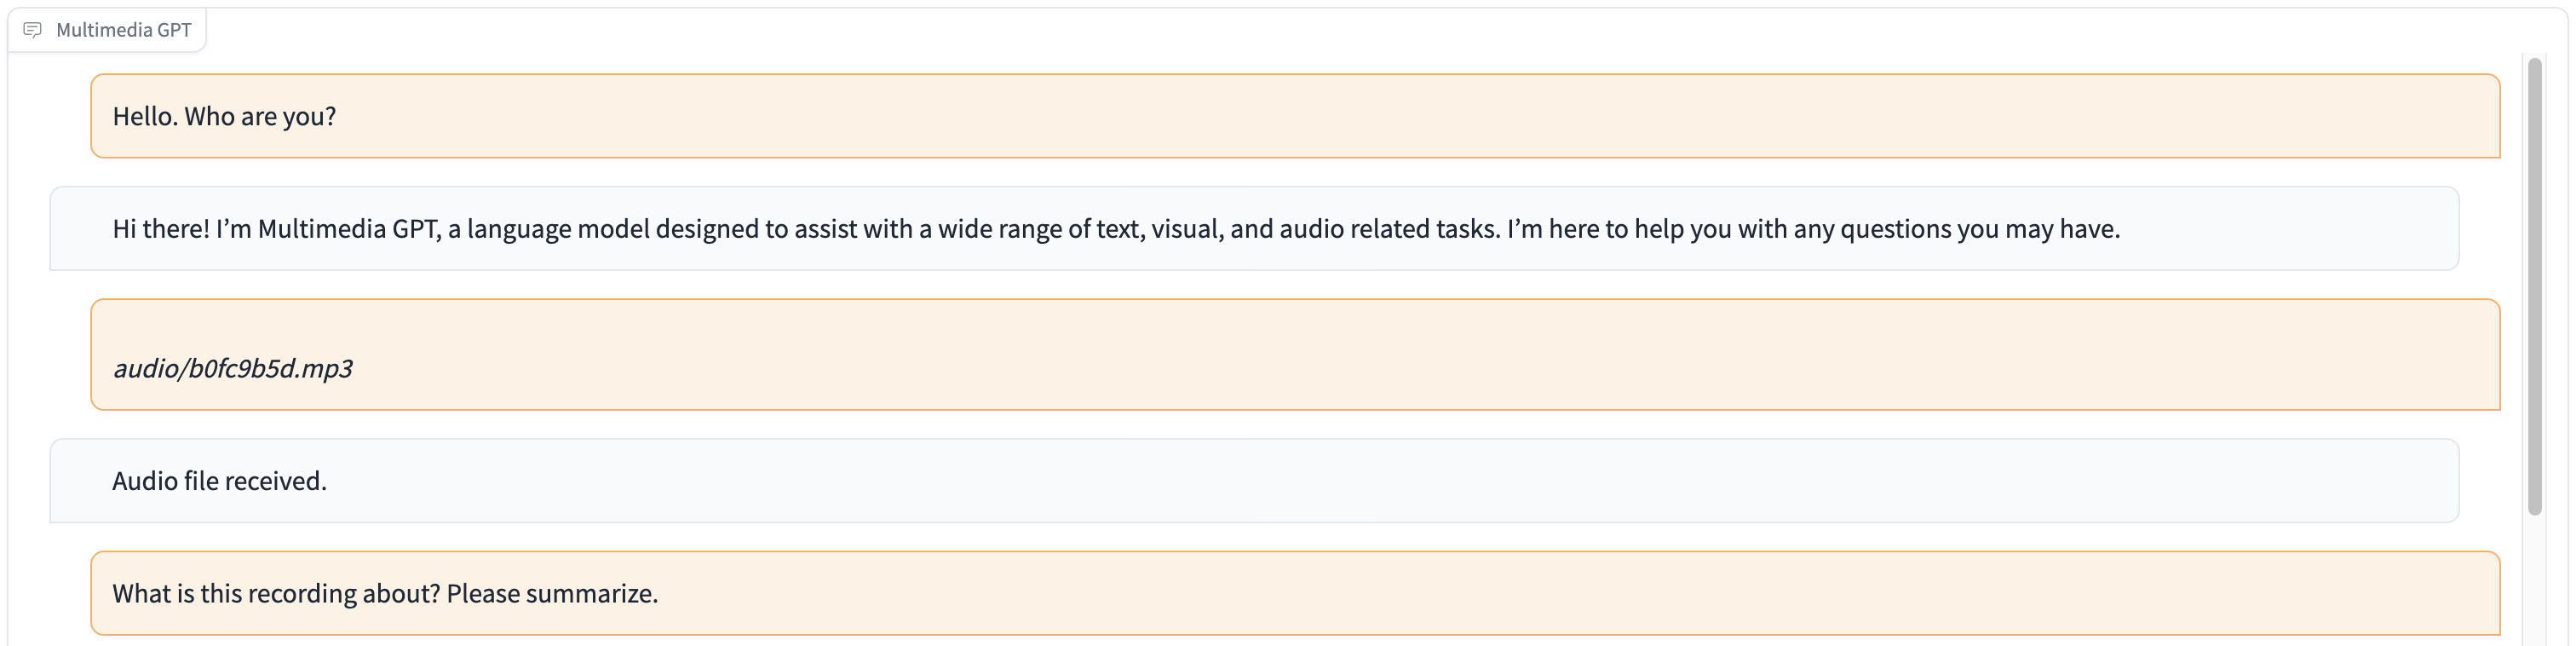 Multimedia GPT
Hello. Who are you?
Hi there! I’m Multimedia GPT, a language model designed to assist with a wide range of text, visual, and audio related tasks. I’m here to help you with any questions you may have.
audio/b0fc9b5d.mp3
Audio file received.
What is this recording about? Please summarize.